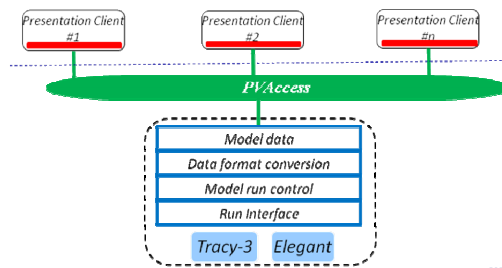 Presentation Client
#1
Presentation Client
#2
Presentation Client
#n
PVAccess
Model data
Data format conversion
Model run control
Run Interface
Tracy-3 Elegant